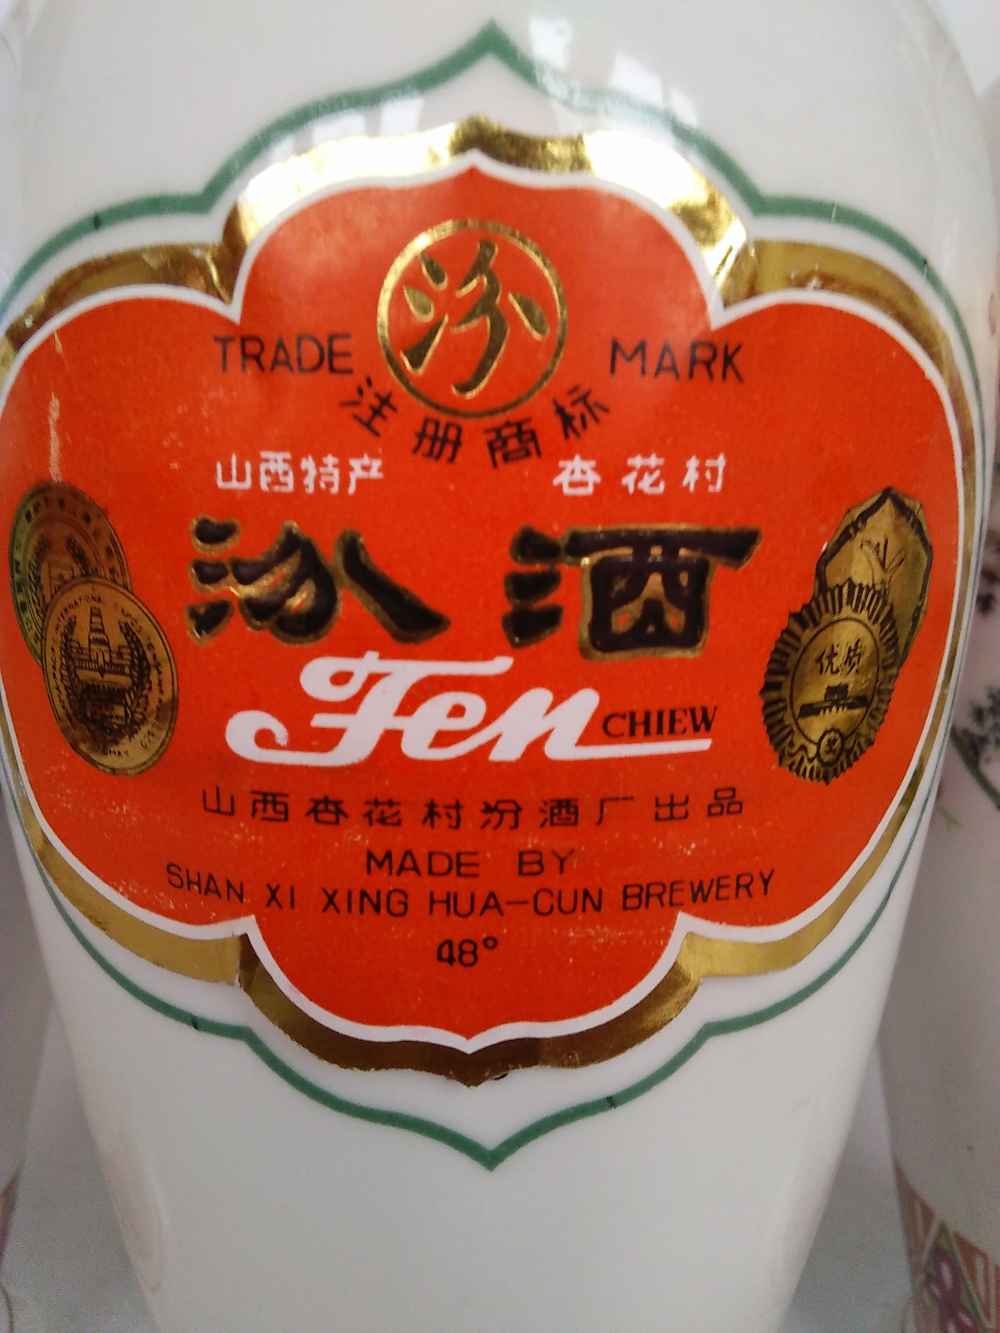 汾
TRADE MARK
注册商标
山西特产 杏花村
汾酒
Fen CHIEW
优质
奖
山西杏花村汾酒厂出品
MADE BY
SHAN XI XING HUA-CUN BREWERY
48°